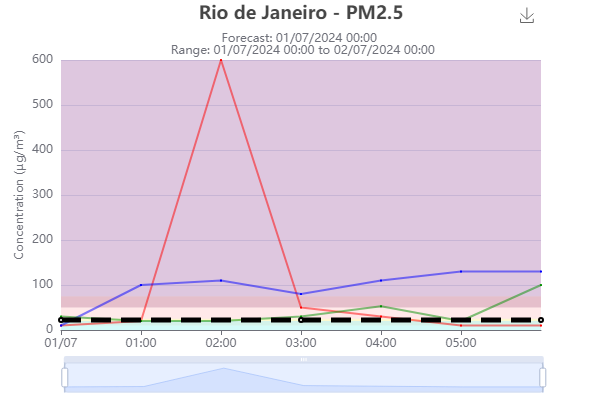 Rio de Janeiro - PM2.5
Forecast: 01/07/2024 00:00
Range: 01/07/2024 00:00 to 02/07/2024 00:00
Concentration (µg/m³)
600
500
400
300
200
100
0
01/07 01:00 02:00 03:00 04:00 05:00